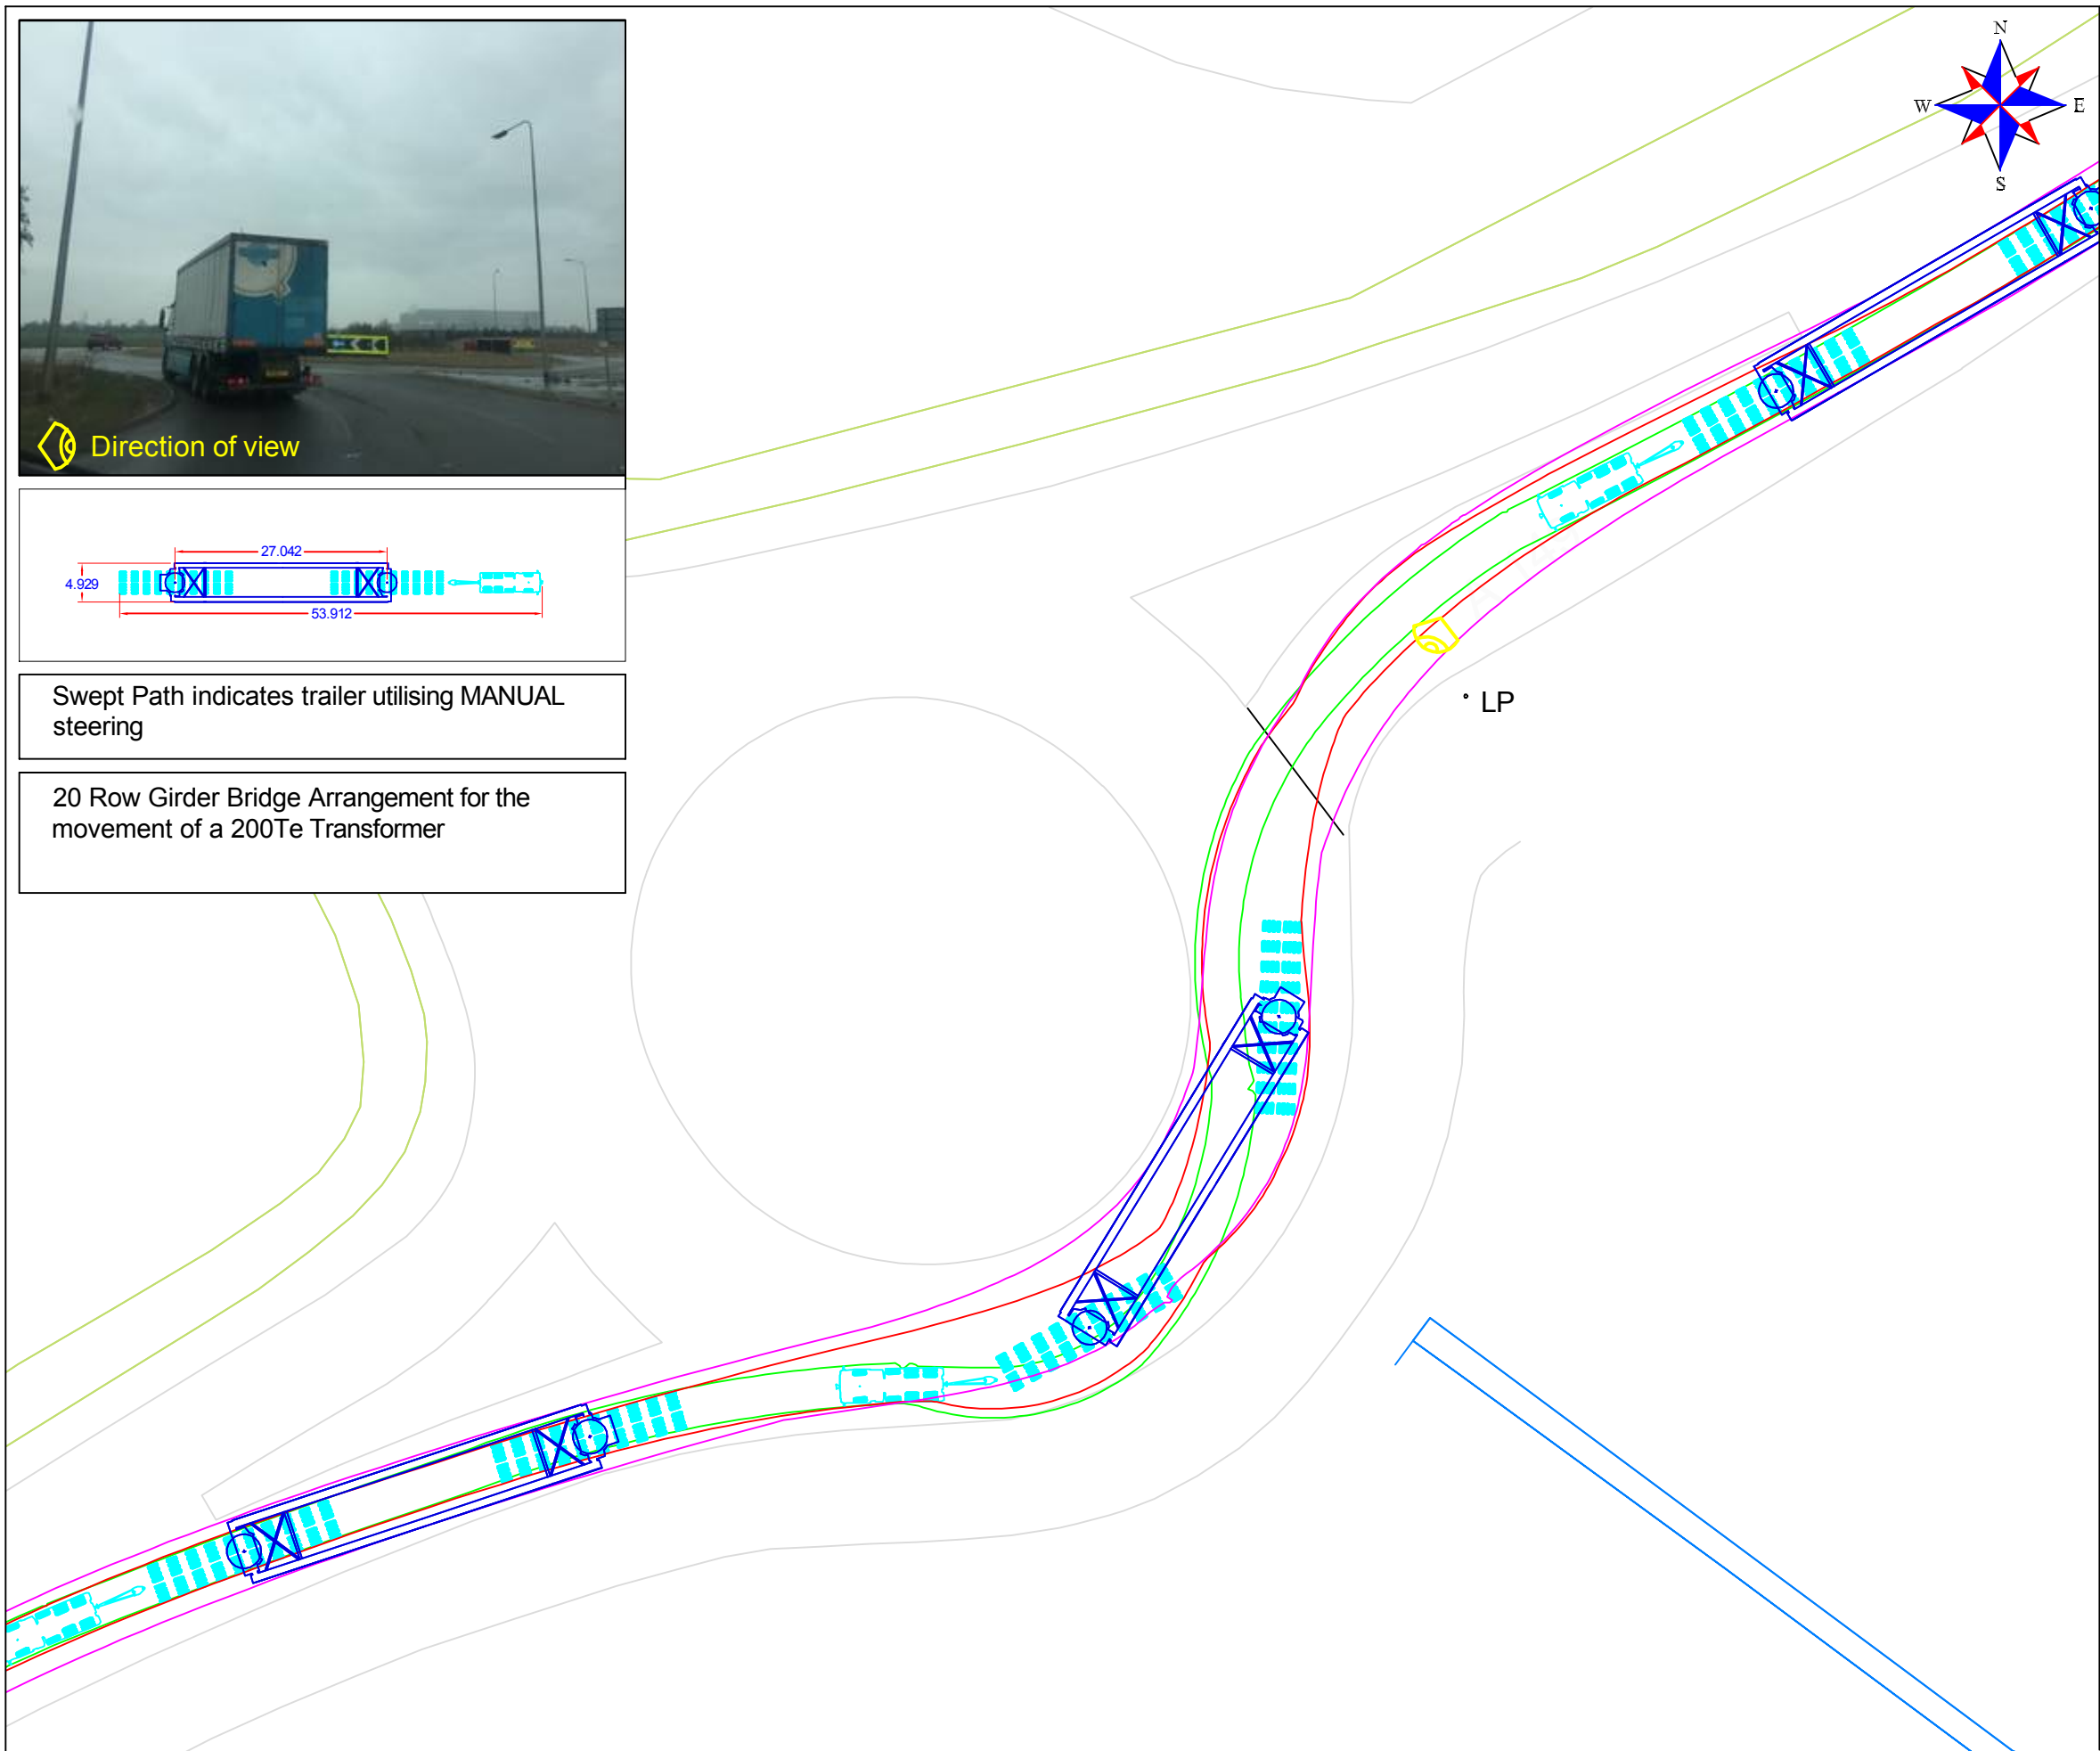 N
W
E
S
Direction of view
27.042
4.929
53.912
Swept Path indicates trailer utilising MANUAL
steering
20 Row Girder Bridge Arrangement for the
movement of a 200Te Transformer
LP